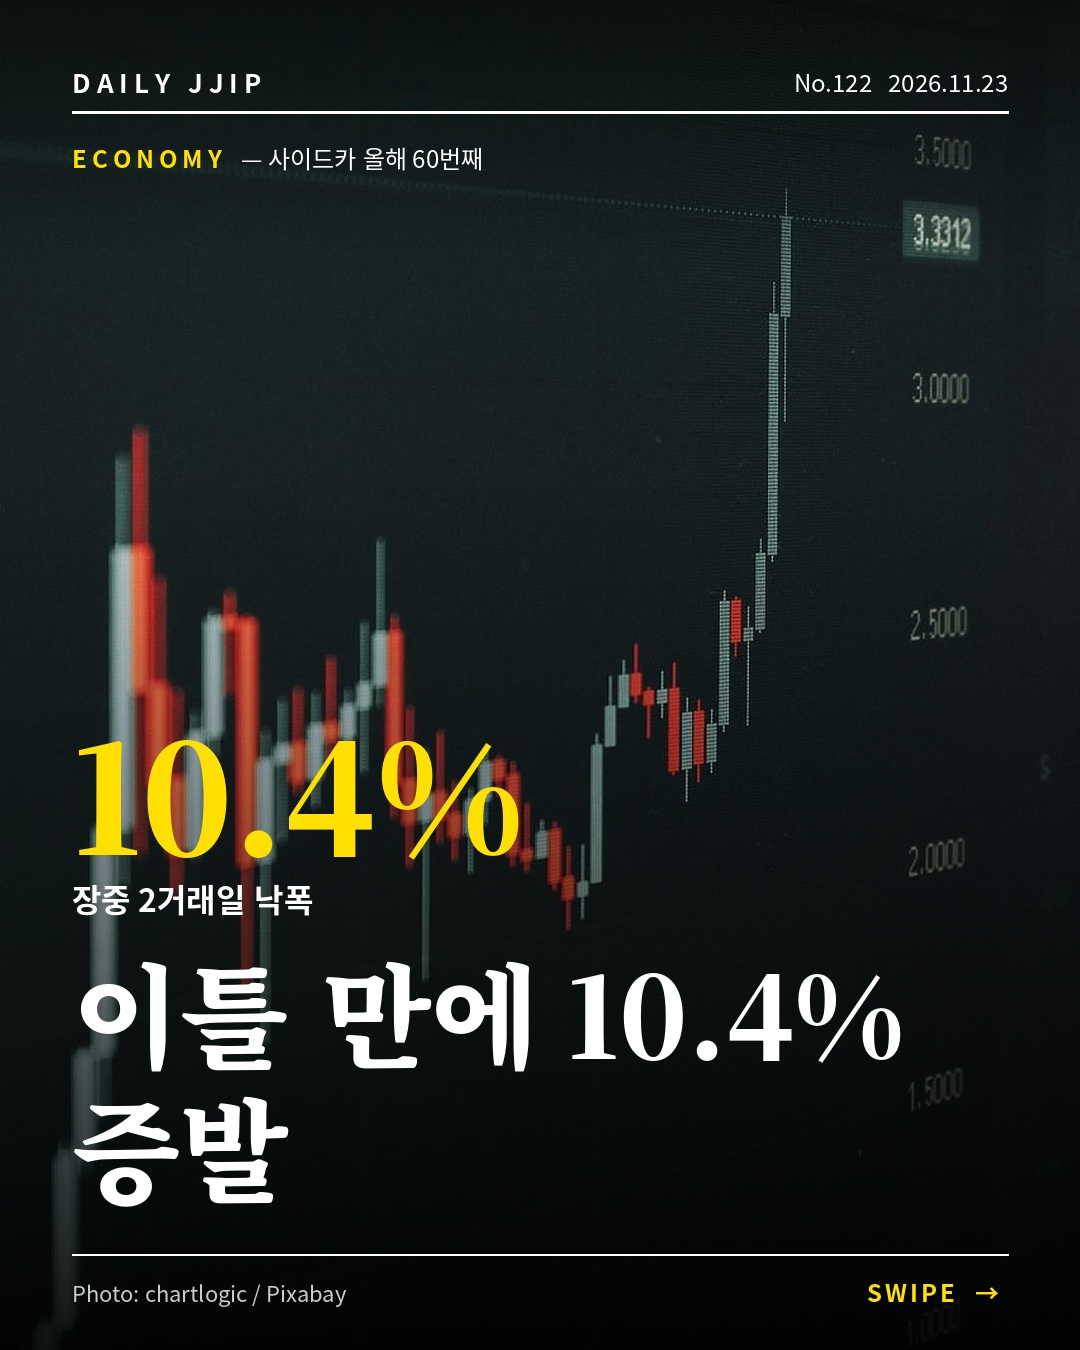 DAILY JJIP
No.122 2026.11.23
ECONOMY — 사이드카 올해 60번째
3.5000
3.3312
3.0000
2.5000
2.0000
10.4%
장중 2거래일 낙폭
이틀 만에 10.4%
증발
1.5000
Photo: chartlogic / Pixabay
SWIPE →
1.0000